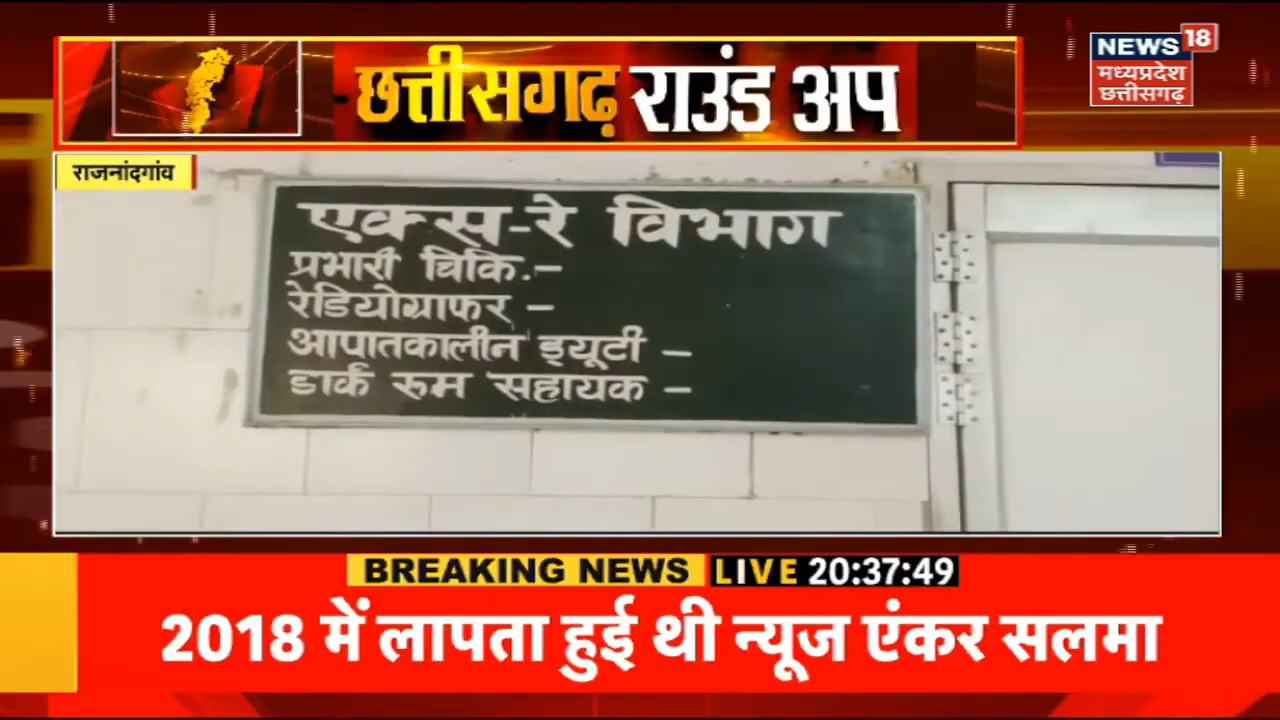 छत्तीसगढ़ राउंड अप
NEWS 18
मध्यप्रदेश
छत्तीसगढ़
राजनांदगांव
एक्स-रे विभाग
प्रभारी चिकि.-
रेडियोग्राफर -
आपातकालीन ड्यूटी -
डार्क रुम सहायक -
BREAKING NEWS LIVE 20:37:49
2018 में लापता हुई थी न्यूज एंकर सलमा